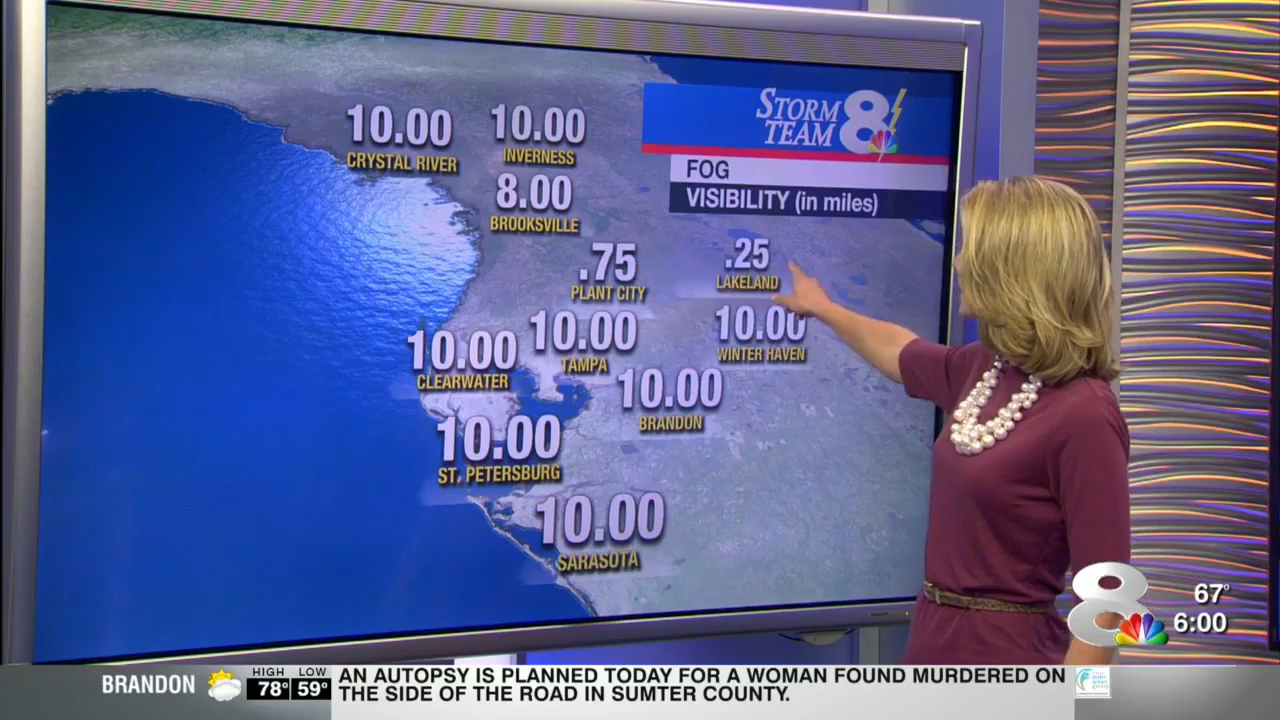 STORM
TEAM 8
FOG
VISIBILITY (in miles)
10.00
CRYSTAL RIVER
10.00
INVERNESS
8.00
BROOKSVILLE
.75
PLANT CITY
.25
LAKELAND
10.00
CLEARWATER
10.00
TAMPA
10.00
WINTER HAVEN
10.00
BRANDON
10.00
ST. PETERSBURG
10.00
SARASOTA
8
67°
6:00
BRANDON
HIGH LOW
78° 59°
AN AUTOPSY IS PLANNED TODAY FOR A WOMAN FOUND MURDERED ON
THE SIDE OF THE ROAD IN SUMTER COUNTY.